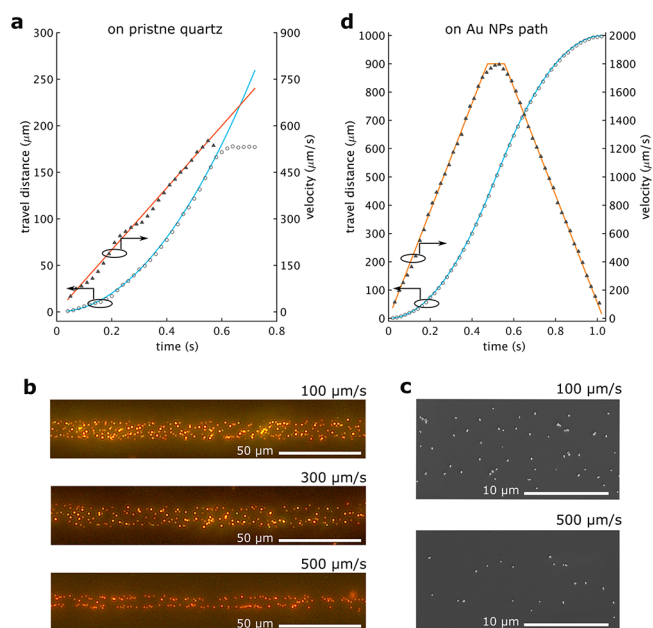 a
on pristne quartz
300
250
200
150
100
50
0
travel distance (μm)
900
750
600
450
300
150
0
velocity (μm/s)
0
0.2
0.4
0.6
0.8
time (s)
d
on Au NPs path
1000
900
800
700
600
500
400
300
200
100
0
travel distance (μm)
2000
1800
1600
1400
1200
1000
800
600
400
200
0
velocity (μm/s)
0
0.2
0.4
0.6
0.8
1.0
time (s)
b
100 μm/s
50 μm
300 μm/s
50 μm
500 μm/s
50 μm
c
100 μm/s
10 μm
500 μm/s
10 μm